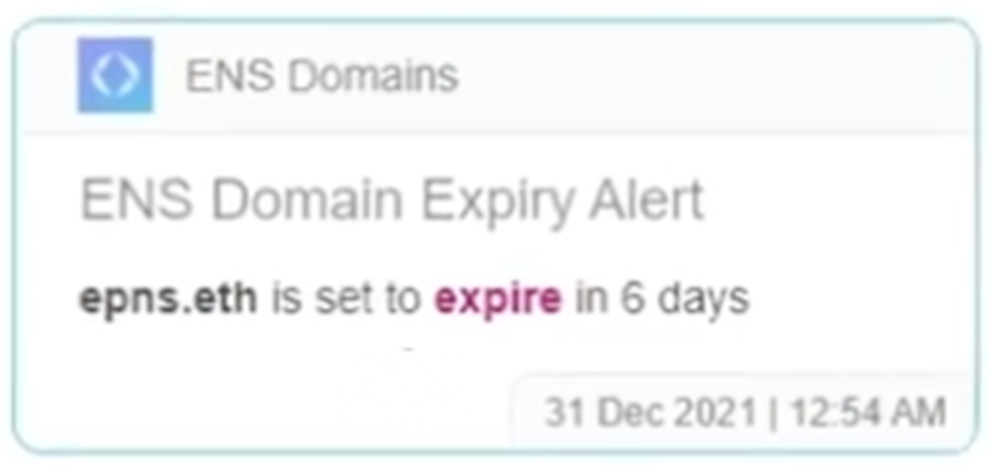 ENS Domains
ENS Domain Expiry Alert
epns.eth is set to expire in 6 days
31 Dec 2021 | 12:54 AM